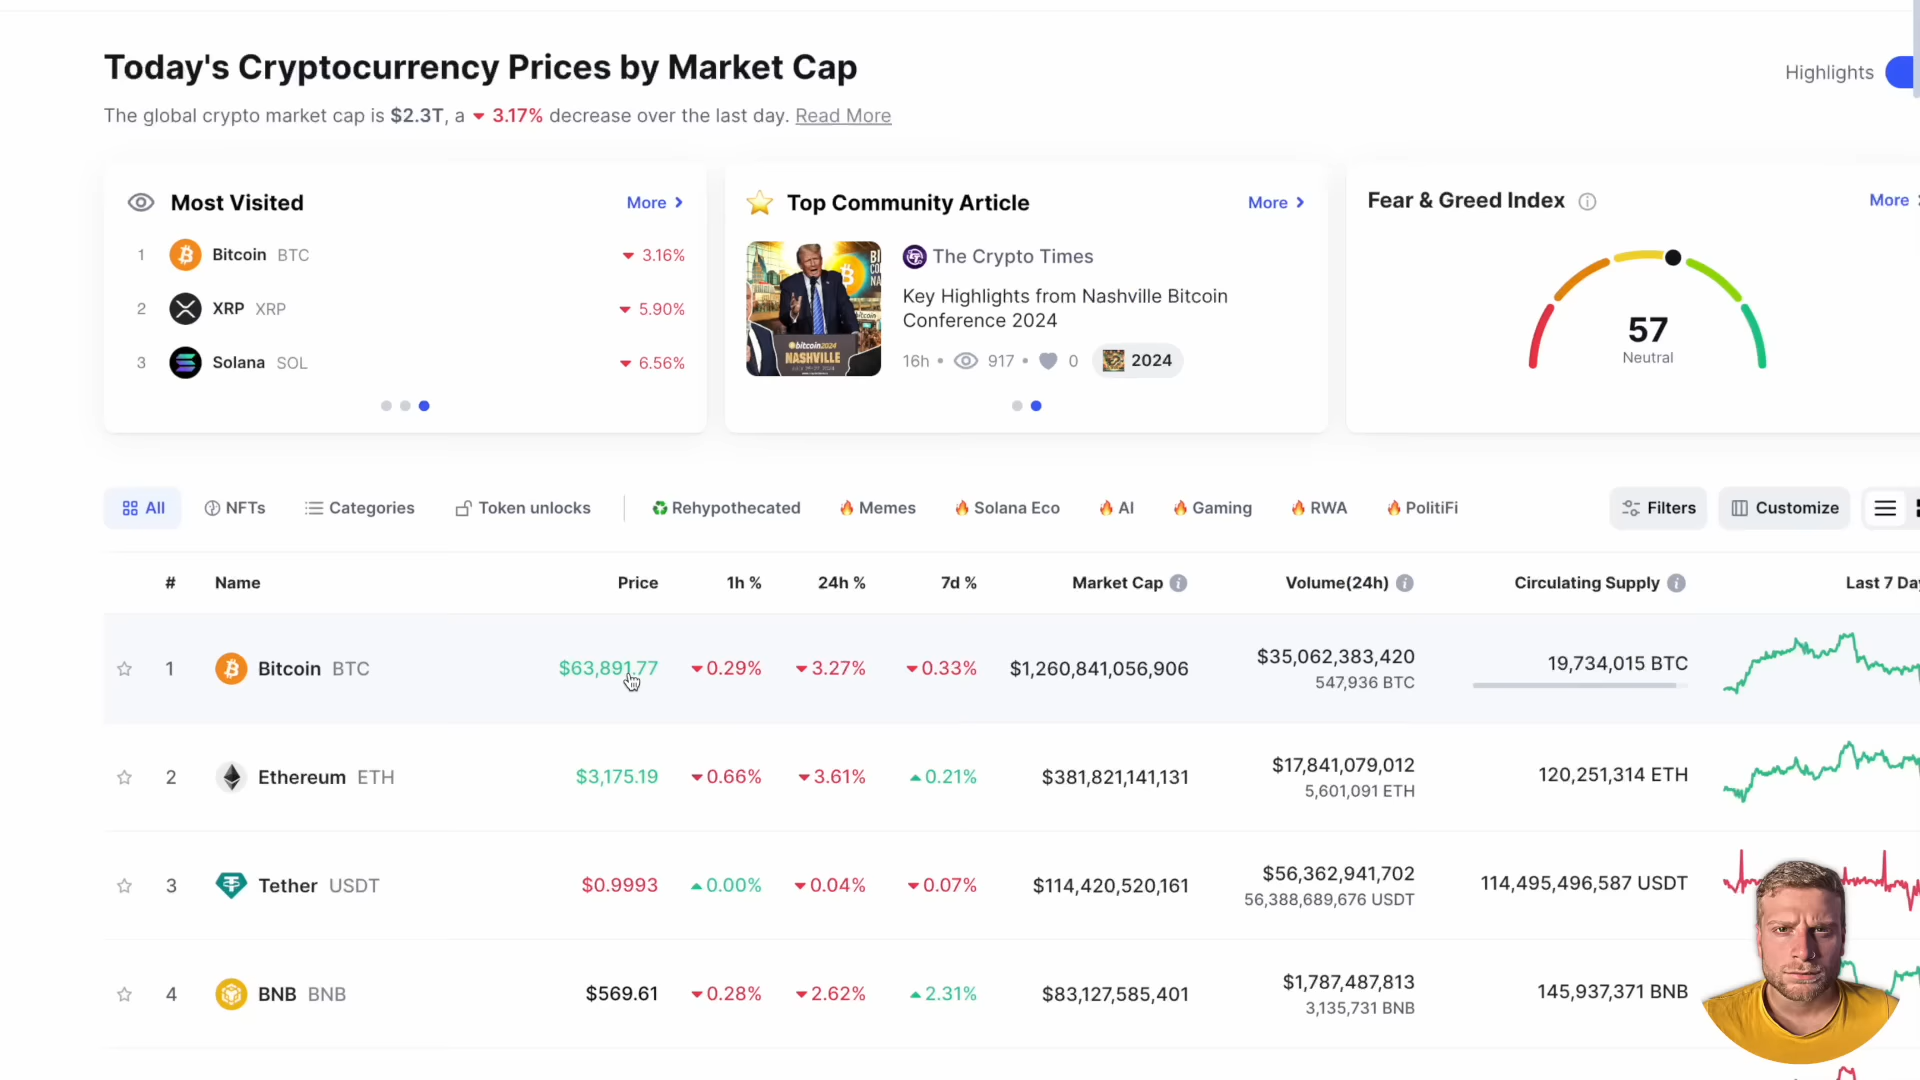 Today's Cryptocurrency Prices by Market Cap
Highlights
The global crypto market cap is $2.3T, a 3.17% decrease over the last day. Read More
Most Visited
More
1 Bitcoin BTC 3.16%
2 XRP XRP 5.90%
3 Solana SOL 6.56%
Top Community Article
More
The Crypto Times
Key Highlights from Nashville Bitcoin
Conference 2024
16h • 917 • 0 2024
bitcoin2024
NASHVILLE
Fear & Greed Index
More
57
Neutral
All NFTs Categories Token unlocks Rehypothecated Memes Solana Eco AI Gaming RWA PolitiFi Filters Customize
# Name Price 1h % 24h % 7d % Market Cap Volume(24h) Circulating Supply Last 7 Day
1 Bitcoin BTC $63,891.77 0.29% 3.27% 0.33% $1,260,841,056,906 $35,062,383,420 19,734,015 BTC
547,936 BTC
2 Ethereum ETH $3,175.19 0.66% 3.61% 0.21% $381,821,141,131 $17,841,079,012 120,251,314 ETH
5,601,091 ETH
3 Tether USDT $0.9993 0.00% 0.04% 0.07% $114,420,520,161 $56,362,941,702 114,495,496,587 USDT
56,388,689,676 USDT
4 BNB BNB $569.61 0.28% 2.62% 2.31% $83,127,585,401 $1,787,487,813 145,937,371 BNB
3,135,731 BNB